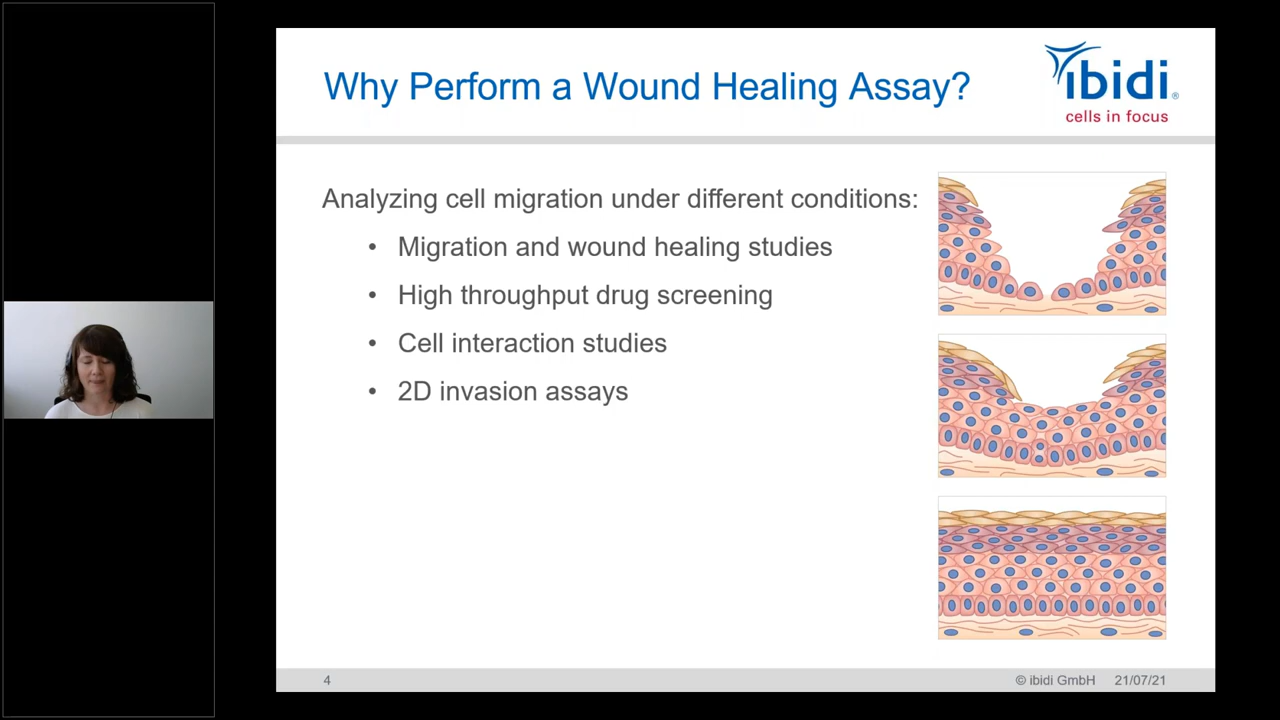 Why Perform a Wound Healing Assay?
ibidi®
cells in focus
Analyzing cell migration under different conditions:
• Migration and wound healing studies
• High throughput drug screening
• Cell interaction studies
• 2D invasion assays
4
© ibidi GmbH 21/07/21